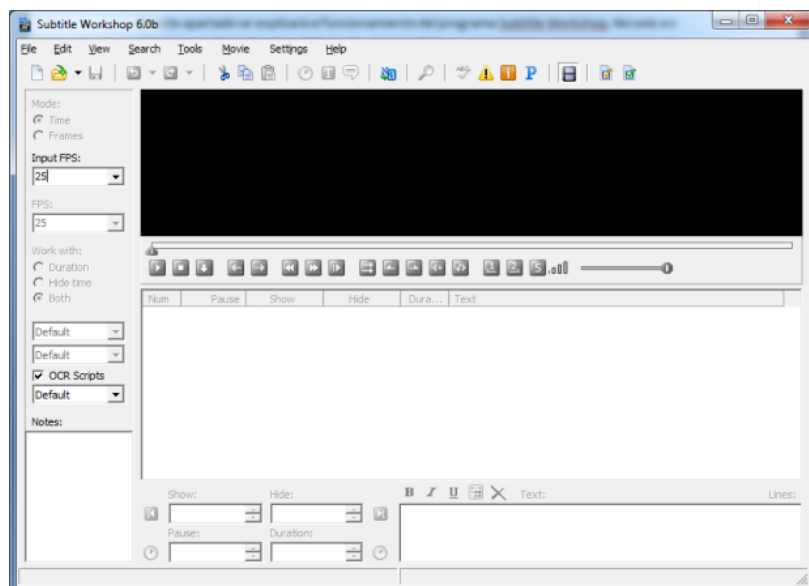 Subtitle Workshop 6.0b
File Edit View Search Tools Movie Settings Help
ABC
P
Mode:
Time
Frames
Input FPS:
25
FPS:
25
Work with:
Duration
Hide time
Both
Default
Default
OCR Scripts
Default
Notes:
Num Pause Show Hide Dura... Text
Show: Hide:
Pause: Duration:
B I U Text: Lines: